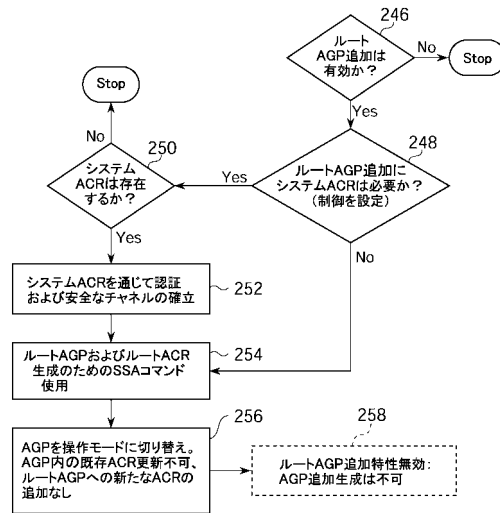 246
ルート
AGP追加は
有効か？
No
Stop
Yes
Stop
No
250
システム
ACRは存在
するか？
Yes
248
ルートAGP追加に
システムACRは必要か？
(制御を設定)
Yes
No
252
システムACRを通じて認証
および安全なチャネルの確立
254
ルートAGPおよびルートACR
生成のためのSSAコマンド
使用
256
AGPを操作モードに切り替え。
AGP内の既存ACR更新不可、
ルートAGPへの新たなACRの
追加なし
258
ルートAGP追加特性無効：
AGP追加生成は不可